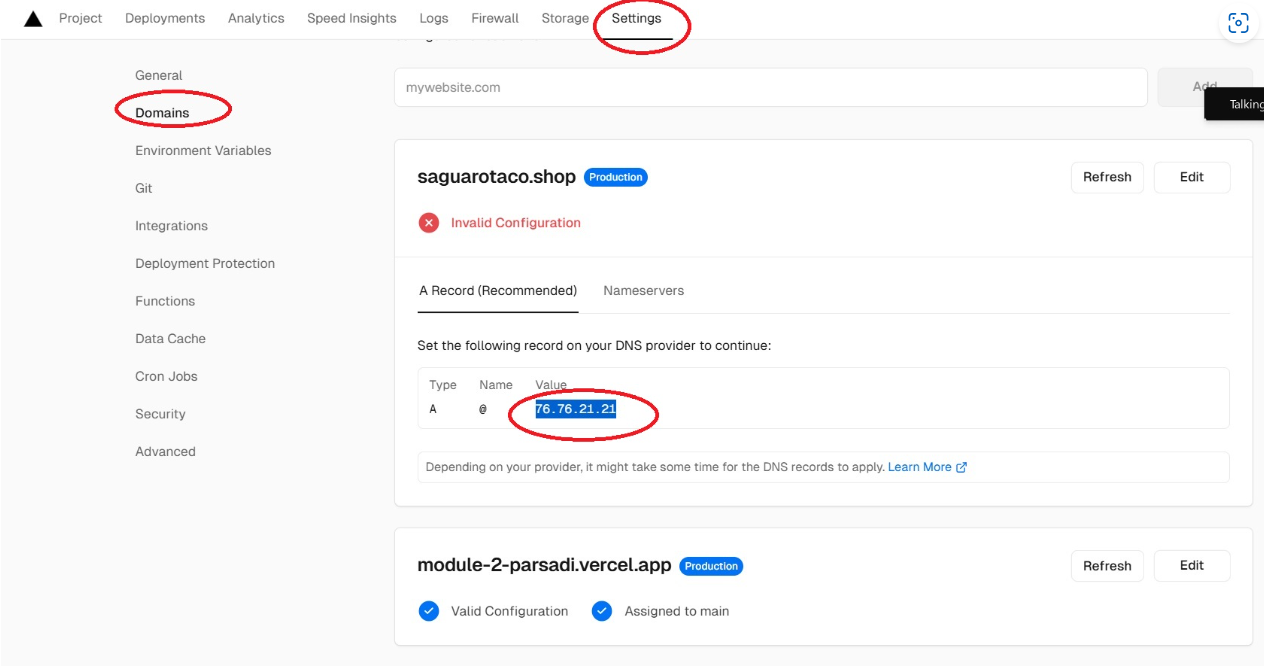 Project Deployments Analytics Speed Insights Logs Firewall Storage Settings
mywebsite.com Add
Talking
General
Domains
Environment Variables
Git
Integrations
Deployment Protection
Functions
Data Cache
Cron Jobs
Security
Advanced
saguarotaco.shop Production Refresh Edit
Invalid Configuration
A Record (Recommended) Nameservers
Set the following record on your DNS provider to continue:
Type Name Value
A @ 76.76.21.21
Depending on your provider, it might take some time for the DNS records to apply. Learn More
module-2-parsadi.vercel.app Production Refresh Edit
Valid Configuration Assigned to main